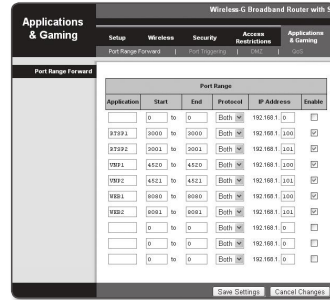 Wireless-G Broadband Router with S
Applications & Gaming
Setup Wireless Security Access Restrictions Applications & Gaming
Port Range Forward | Port Triggering | DMZ | QoS
Port Range Forward
Port Range
Application Start End Protocol IP Address Enable
0 to 0 Both 192.168.1. 0
RTSP1 3000 to 3000 Both 192.168.1. 100
RTSP2 3001 to 3001 Both 192.168.1. 101
VNP1 4520 to 4520 Both 192.168.1. 100
VNP2 4521 to 4521 Both 192.168.1. 101
WEB1 8080 to 8080 Both 192.168.1. 100
WEB2 8081 to 8081 Both 192.168.1. 101
0 to 0 Both 192.168.1. 0
0 to 0 Both 192.168.1. 0
0 to 0 Both 192.168.1. 0
Save Settings Cancel Changes